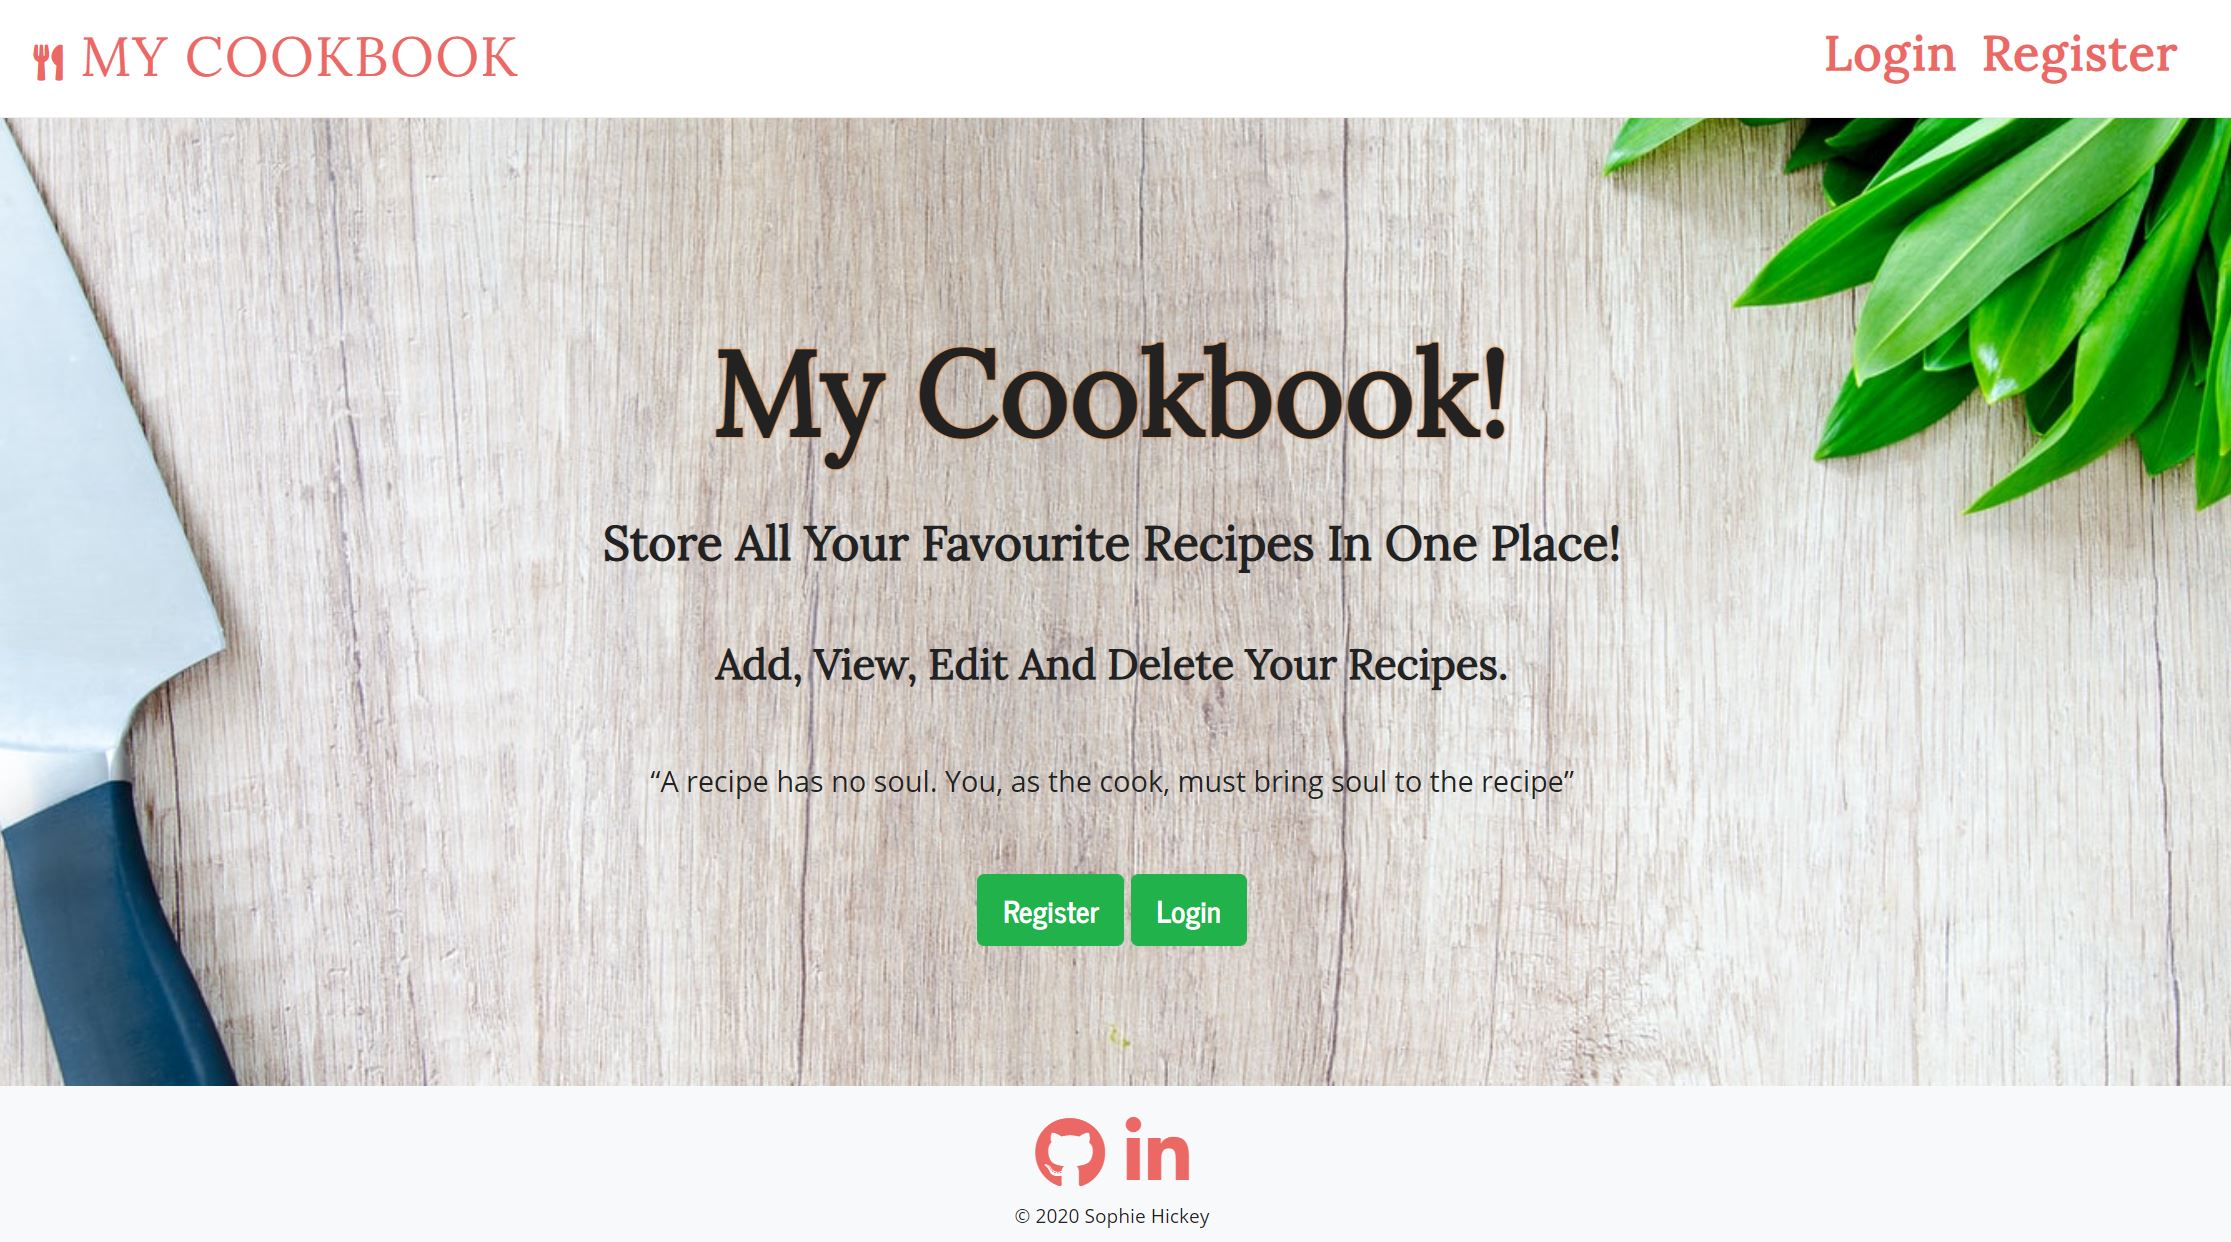 MY COOKBOOK
Login Register
My Cookbook!
Store All Your Favourite Recipes In One Place!
Add, View, Edit And Delete Your Recipes.
“A recipe has no soul. You, as the cook, must bring soul to the recipe”
Register Login
in
© 2020 Sophie Hickey